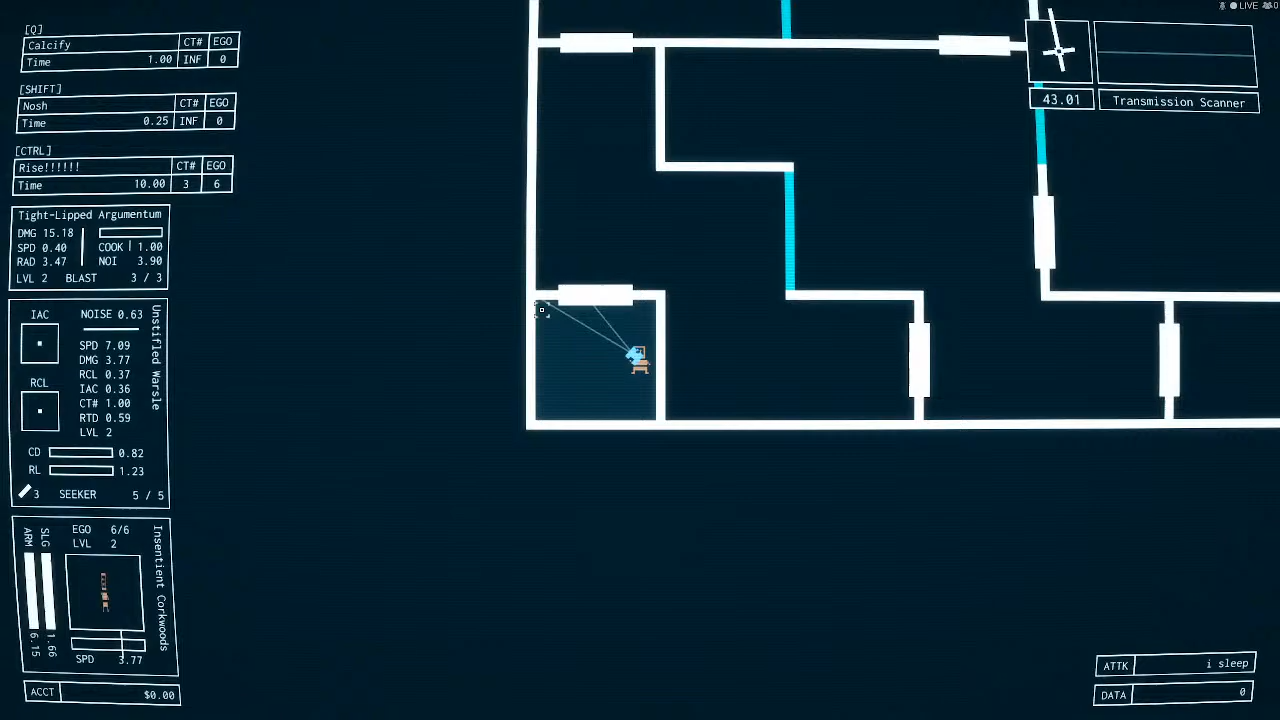 [Q]
Calcify CT# EGO
Time 1.00 INF 0
[SHIFT]
Nosh CT# EGO
Time 0.25 INF 0
[CTRL]
Rise!!!!!! CT# EGO
Time 10.00 3 6
Tight-Lipped Argumentum
DMG 15.18
SPD 0.40 COOK 1.00
RAD 3.47 NOI 3.90
LVL 2 BLAST 3 / 3
IAC NOISE 0.63
SPD 7.09
DMG 3.77
RCL RCL 0.37
IAC 0.36
CT# 1.00
RTD 0.59
LVL 2
CD 0.82
RL 1.23
3 SEEKER 5 / 5
Unstified Warsle
ARM SLG EGO 6/6
LVL 2
6.15 1.66
SPD 3.77
Insentient Corkwoods
ACCT $0.00
LIVE 0
43.01 Transmission Scanner
ATTK i sleep
DATA 0